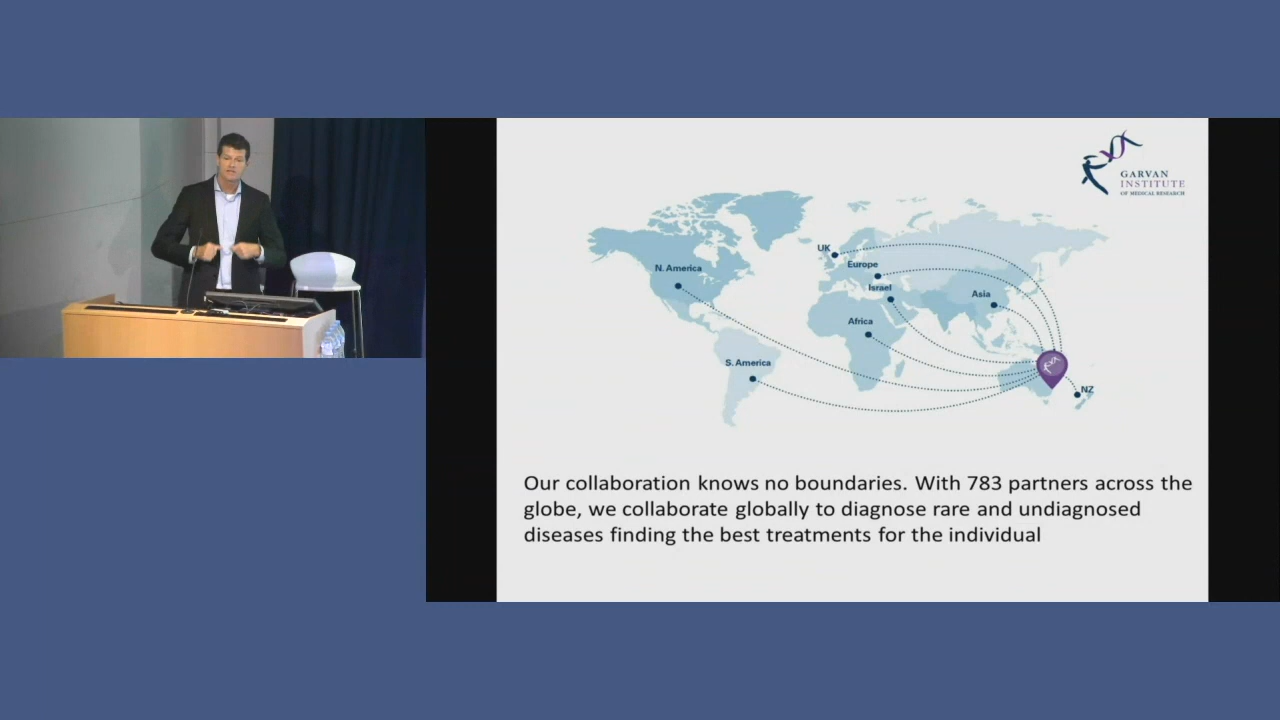 GARVAN
INSTITUTE
OF MEDICAL RESEARCH
UK
N. America
Europe
Israel
Asia
Africa
S. America
NZ
Our collaboration knows no boundaries. With 783 partners across the
globe, we collaborate globally to diagnose rare and undiagnosed
diseases finding the best treatments for the individual